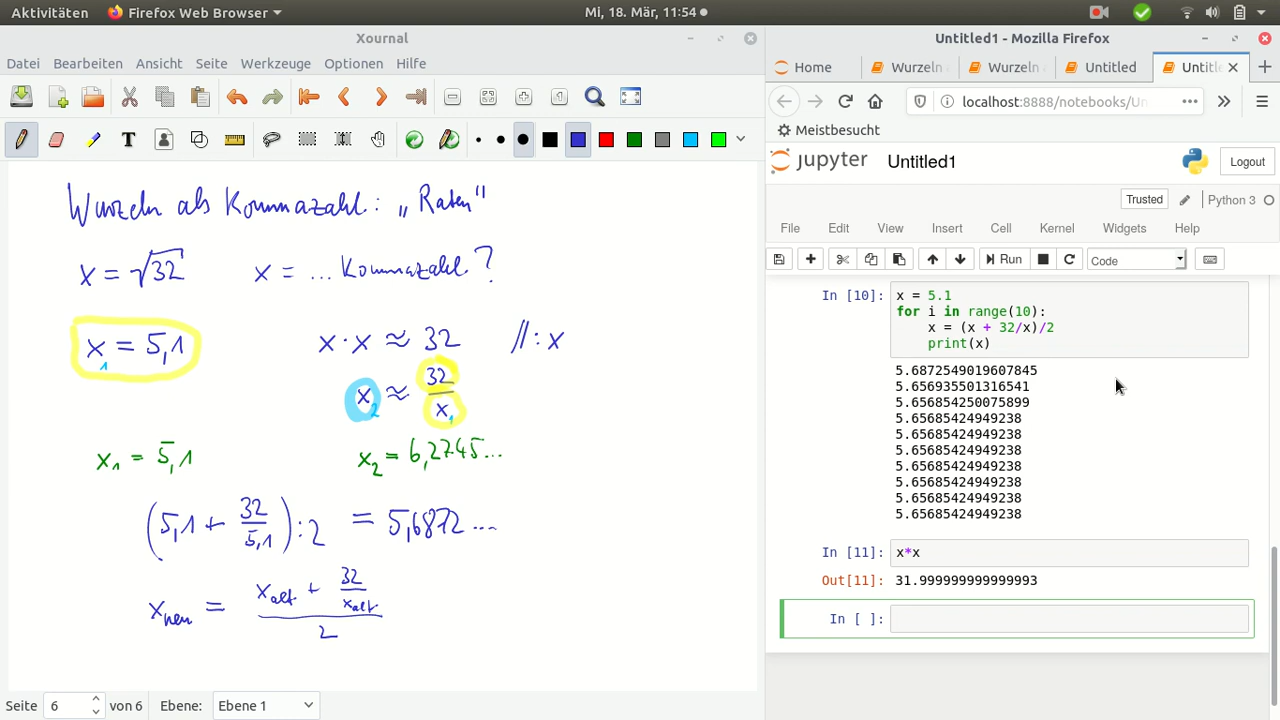 Aktivitäten Firefox Web Browser Mi, 18. Mär, 11:54
Xournal
Datei Bearbeiten Ansicht Seite Werkzeuge Optionen Hilfe
Wurzeln als Kommazahl: „Raten"
x = √32 x = ... Kommazahl?
x₁ = 5,1 x · x ≈ 32 //: x
x₂ ≈ 32/x₁
x₁ = 5,1 x₂ = 6,2745...
(5,1 + 32/5,1) : 2 = 5,6872...
x_neu = (x_alt + 32/x_alt)/2
Seite 6 von 6 Ebene: Ebene 1
Untitled1 - Mozilla Firefox
Home Wurzeln Wurzeln Untitled Untitle
localhost:8888/notebooks/Un
Meistbesucht
jupyter Untitled1 Logout
Trusted Python 3
File Edit View Insert Cell Kernel Widgets Help
Run Code
In [10]: x = 5.1
for i in range(10):
x = (x + 32/x)/2
print(x)
5.6872549019607845
5.656935501316541
5.656854250075899
5.65685424949238
5.65685424949238
5.65685424949238
5.65685424949238
5.65685424949238
5.65685424949238
5.65685424949238
In [11]: x*x
Out[11]: 31.999999999999993
In [ ]: